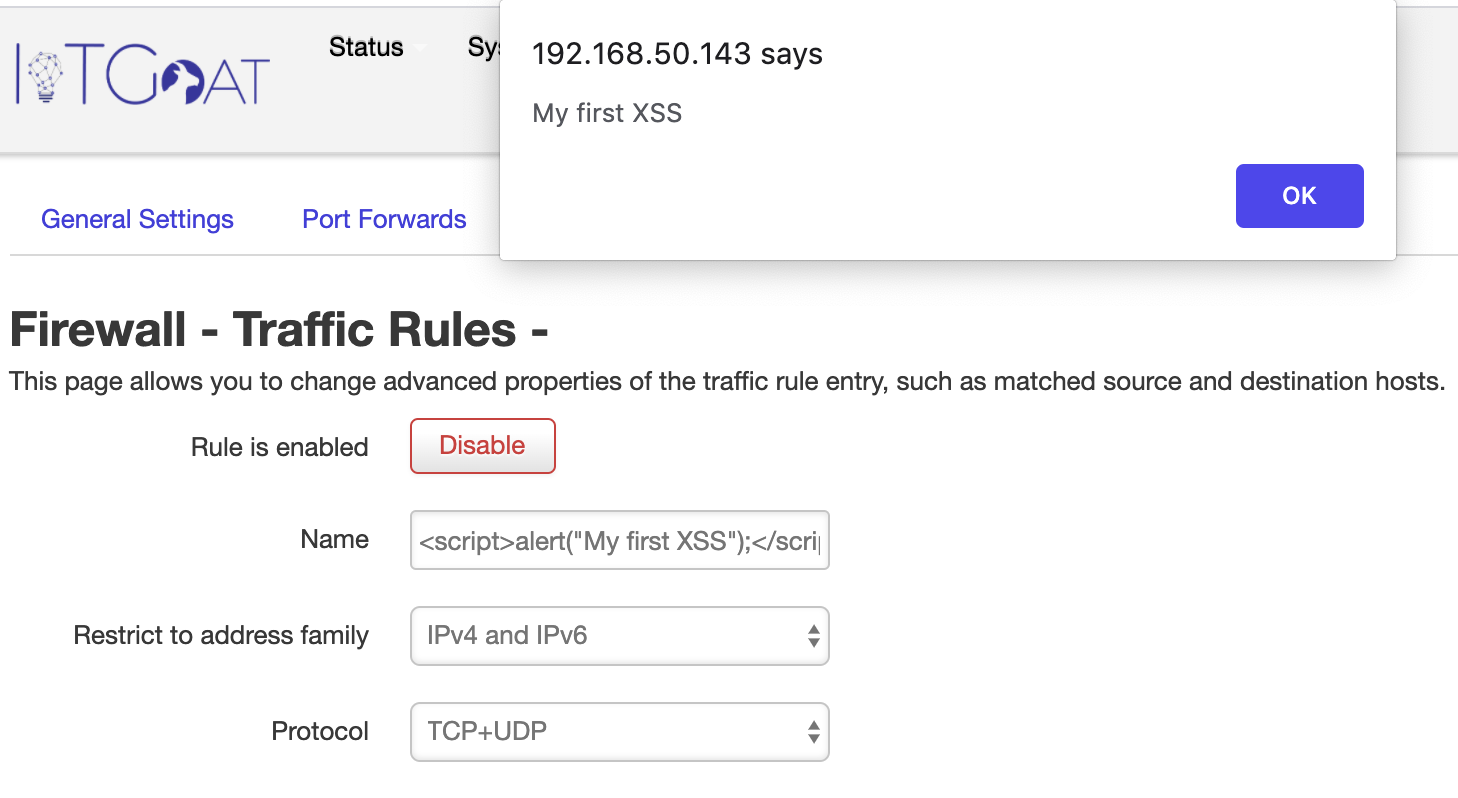 IoTGoAT
Status
192.168.50.143 says
My first XSS
OK
General Settings
Port Forwards
Firewall - Traffic Rules -
This page allows you to change advanced properties of the traffic rule entry, such as matched source and destination hosts.
Rule is enabled
Disable
Name
<script>alert("My first XSS");</scrip
Restrict to address family
IPv4 and IPv6
Protocol
TCP+UDP